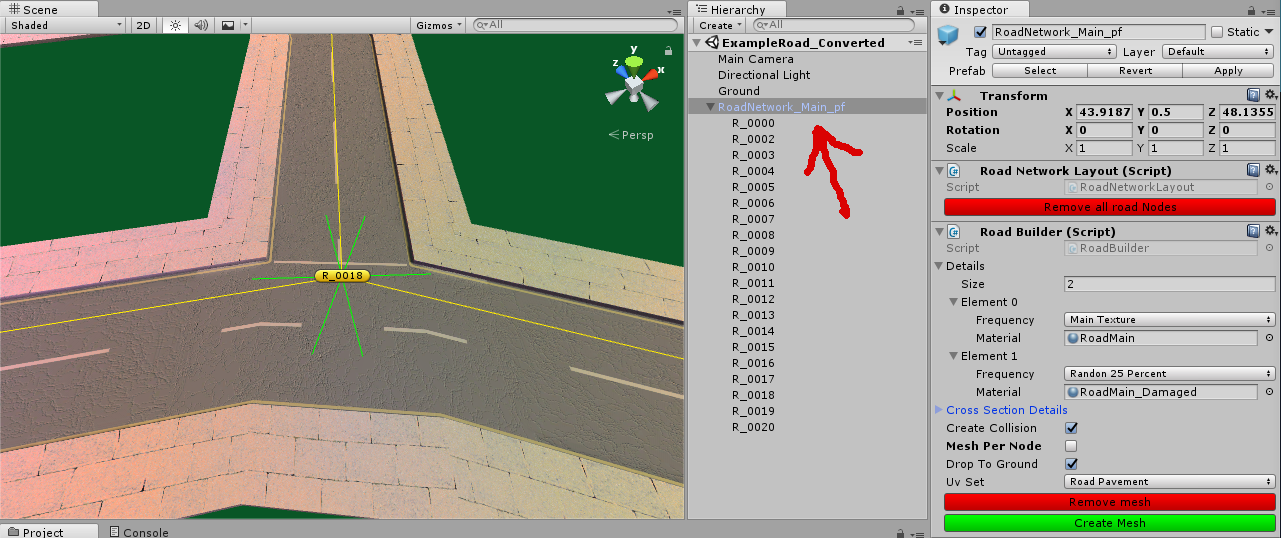 Scene
Shaded
2D
Gizmos
All
y
z
x
Persp
R_0018
Project
Console
Hierarchy
Create
All
ExampleRoad_Converted
Main Camera
Directional Light
Ground
RoadNetwork_Main_pf
R_0000
R_0002
R_0003
R_0004
R_0005
R_0006
R_0007
R_0008
R_0009
R_0010
R_0011
R_0012
R_0013
R_0014
R_0015
R_0016
R_0017
R_0018
R_0019
R_0020
Inspector
RoadNetwork_Main_pf Static
Tag Untagged Layer Default
Prefab Select Revert Apply
Transform
Position X 43.9187 Y 0.5 Z 48.1355
Rotation X 0 Y 0 Z 0
Scale X 1 Y 1 Z 1
Road Network Layout (Script)
Script RoadNetworkLayout
Remove all road Nodes
Road Builder (Script)
Script RoadBuilder
Details
Size 2
Element 0
Frequency Main Texture
Material RoadMain
Element 1
Frequency Randon 25 Percent
Material RoadMain_Damaged
Cross Section Details
Create Collision
Mesh Per Node
Drop To Ground
Uv Set Road Pavement
Remove mesh
Create Mesh